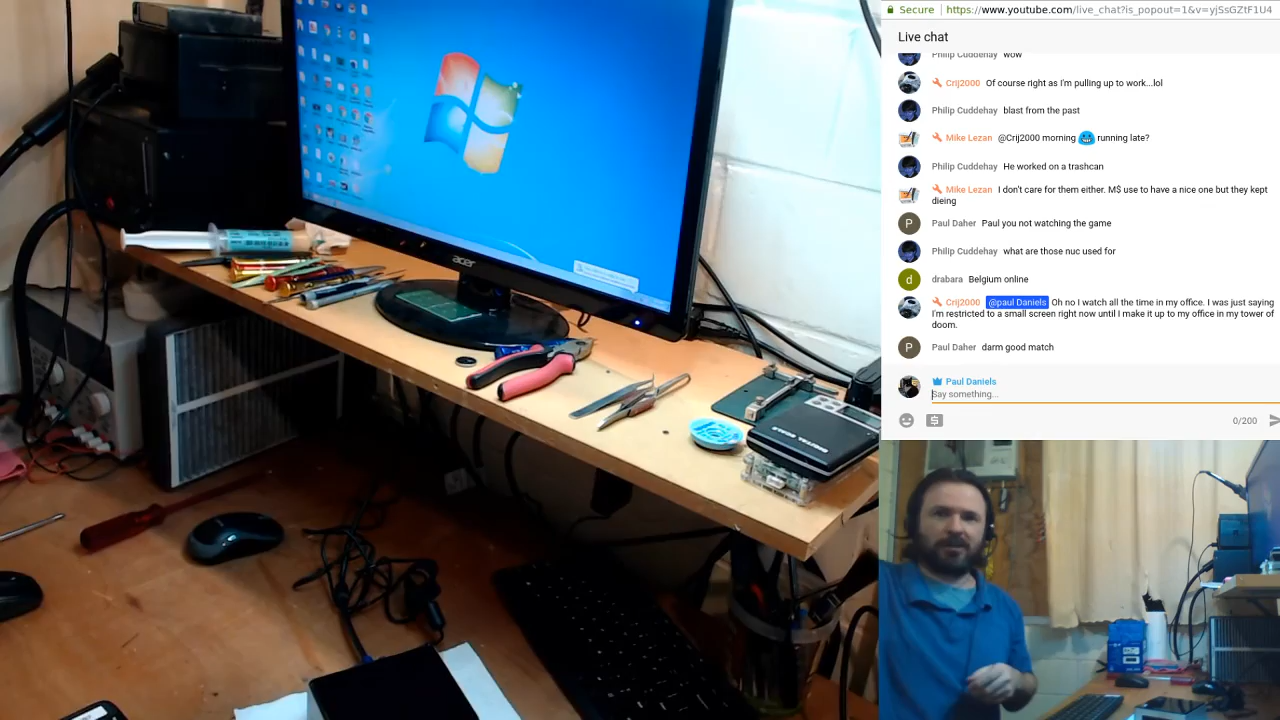 Secure https://www.youtube.com/live_chat?is_popout=1&v=yjSsGZtF1U4
Live chat
Philip Cuddehay wow
Crij2000 Of course right as I'm pulling up to work...lol
Philip Cuddehay blast from the past
Mike Lezan @Crij2000 morning running late?
Philip Cuddehay He worked on a trashcan
Mike Lezan I don't care for them either. M$ use to have a nice one but they kept
dieing
Paul Daher Paul you not watching the game
Philip Cuddehay what are those nuc used for
drabara Belgium online
Crij2000 @paul Daniels Oh no I watch all the time in my office. I was just saying
I'm restricted to a small screen right now until I make it up to my office in my tower of
doom.
Paul Daher darm good match
Paul Daniels
Say something...
0/200
acer
DIGITAL SCALE